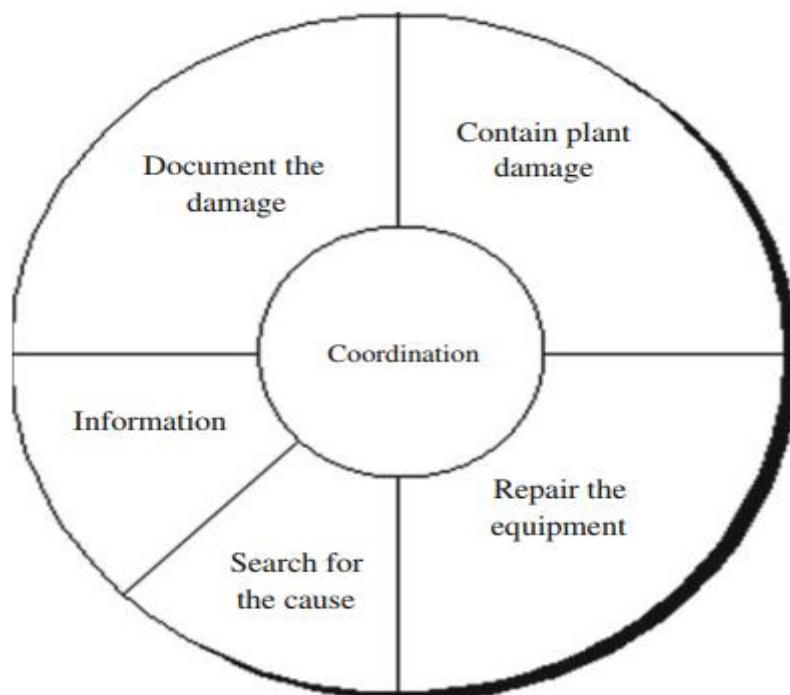 Document the
damage
Contain plant
damage
Coordination
Information
Repair the
equipment
Search for
the cause